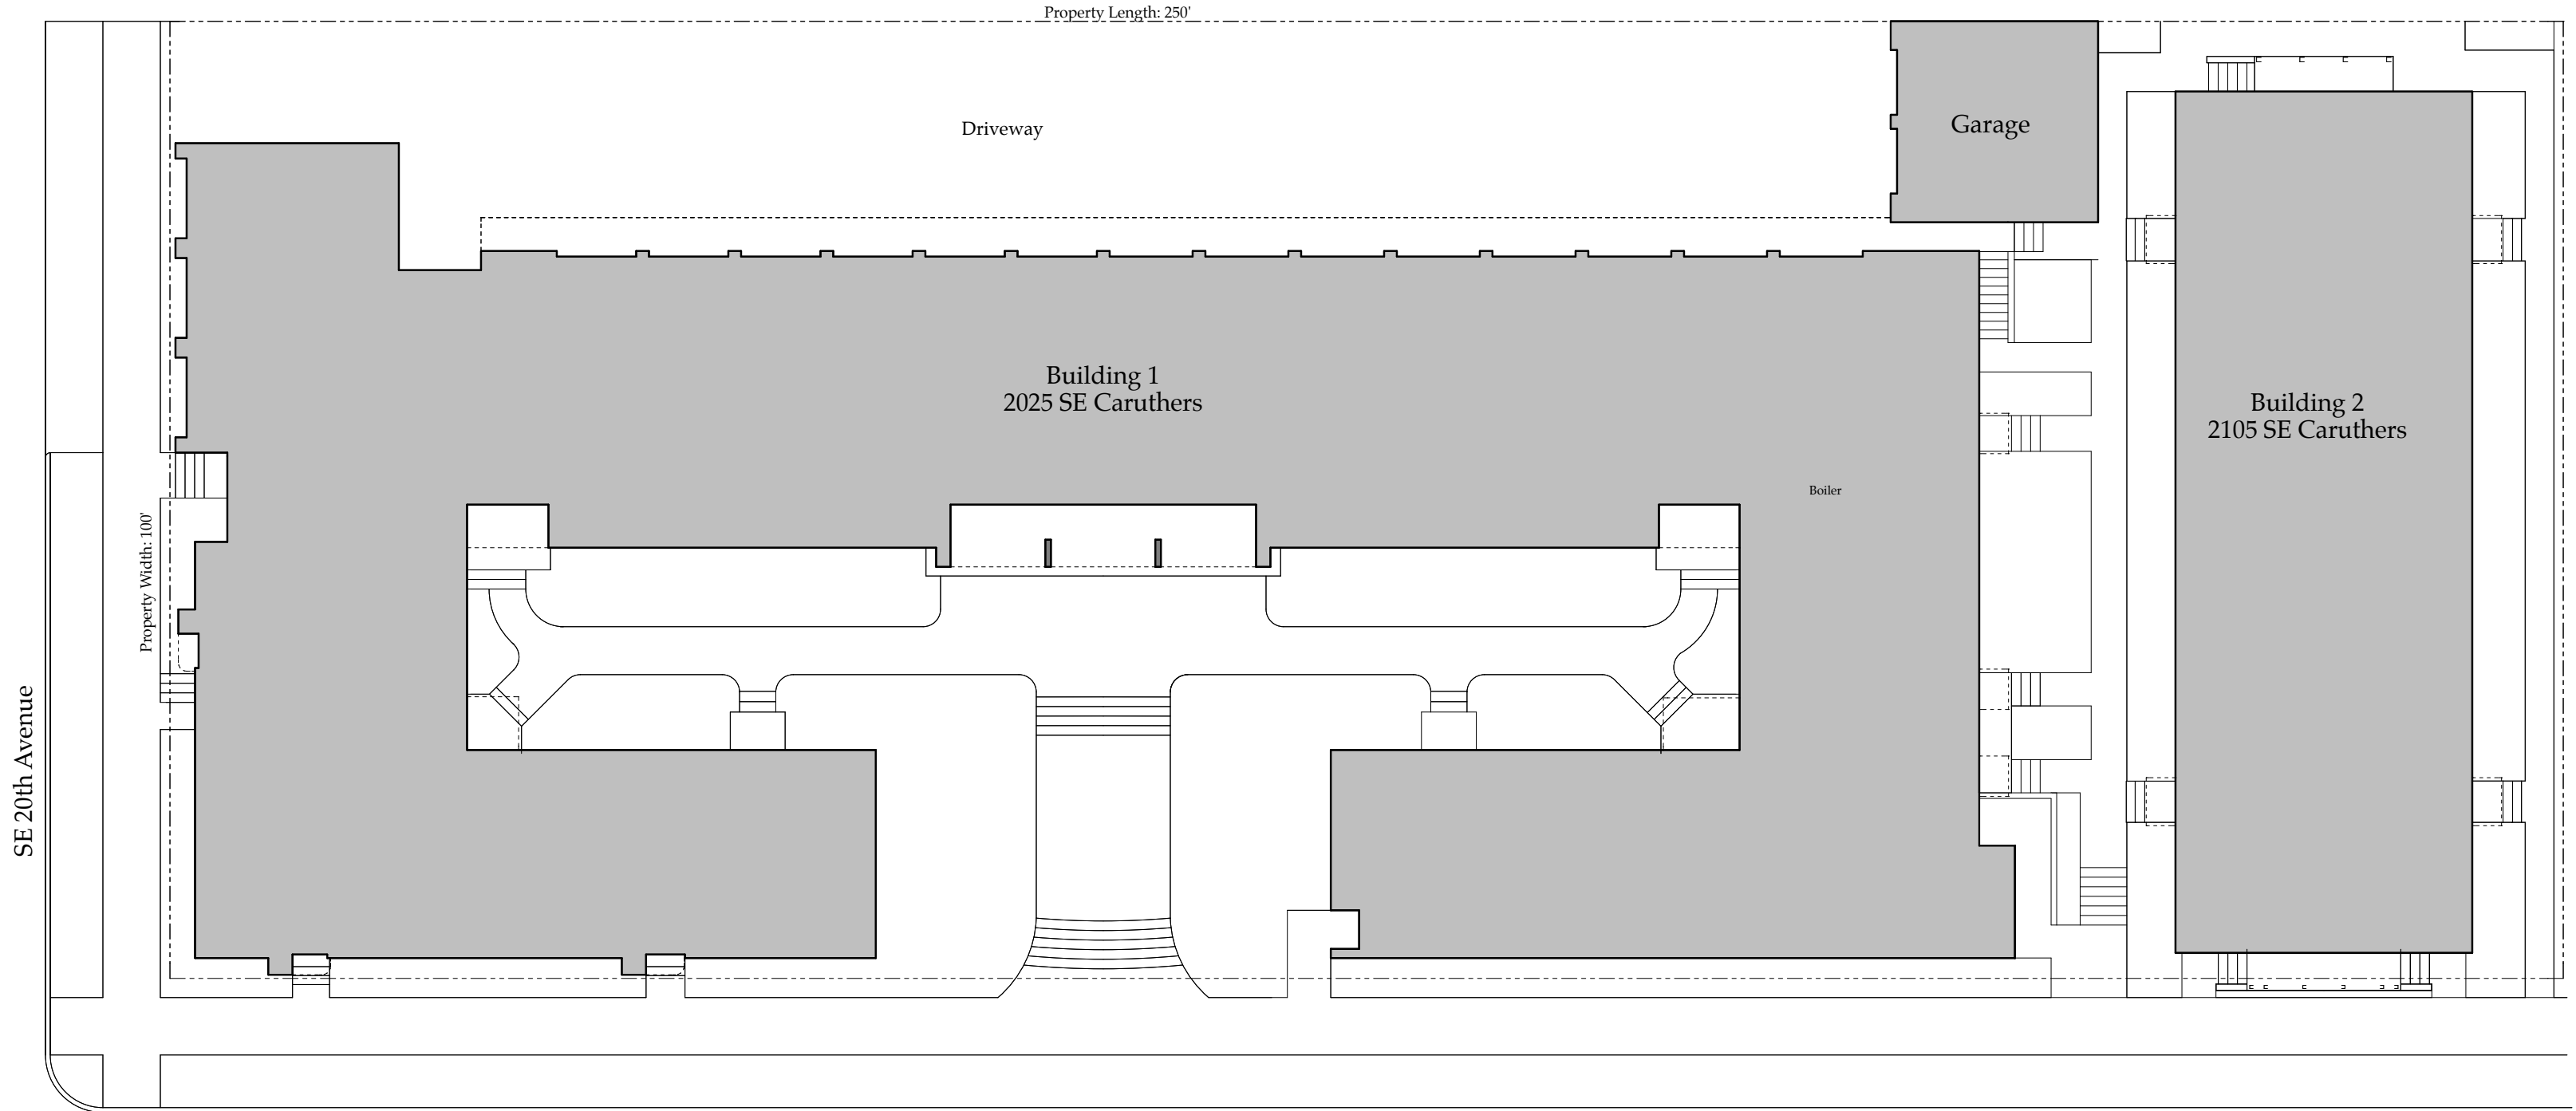 Property Length: 250'
Driveway
Garage
Building 1
2025 SE Caruthers
Building 2
2105 SE Caruthers
Boiler
Property Width: 100'
SE 20th Avenue